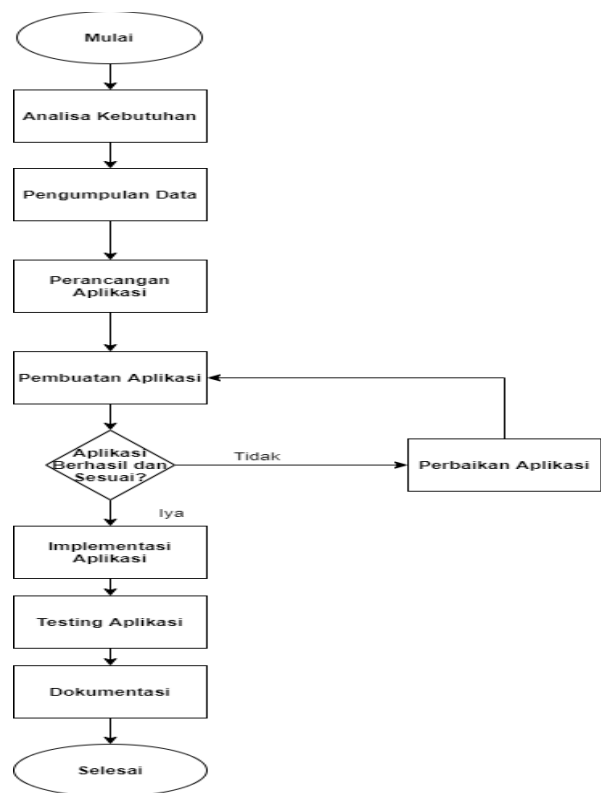 Mulai
Analisa Kebutuhan
Pengumpulan Data
Perancangan
Aplikasi
Pembuatan Aplikasi
Aplikasi
Berhasil dan
Sesuai?
Tidak
Perbaikan Aplikasi
Iya
Implementasi
Aplikasi
Testing Aplikasi
Dokumentasi
Selesai